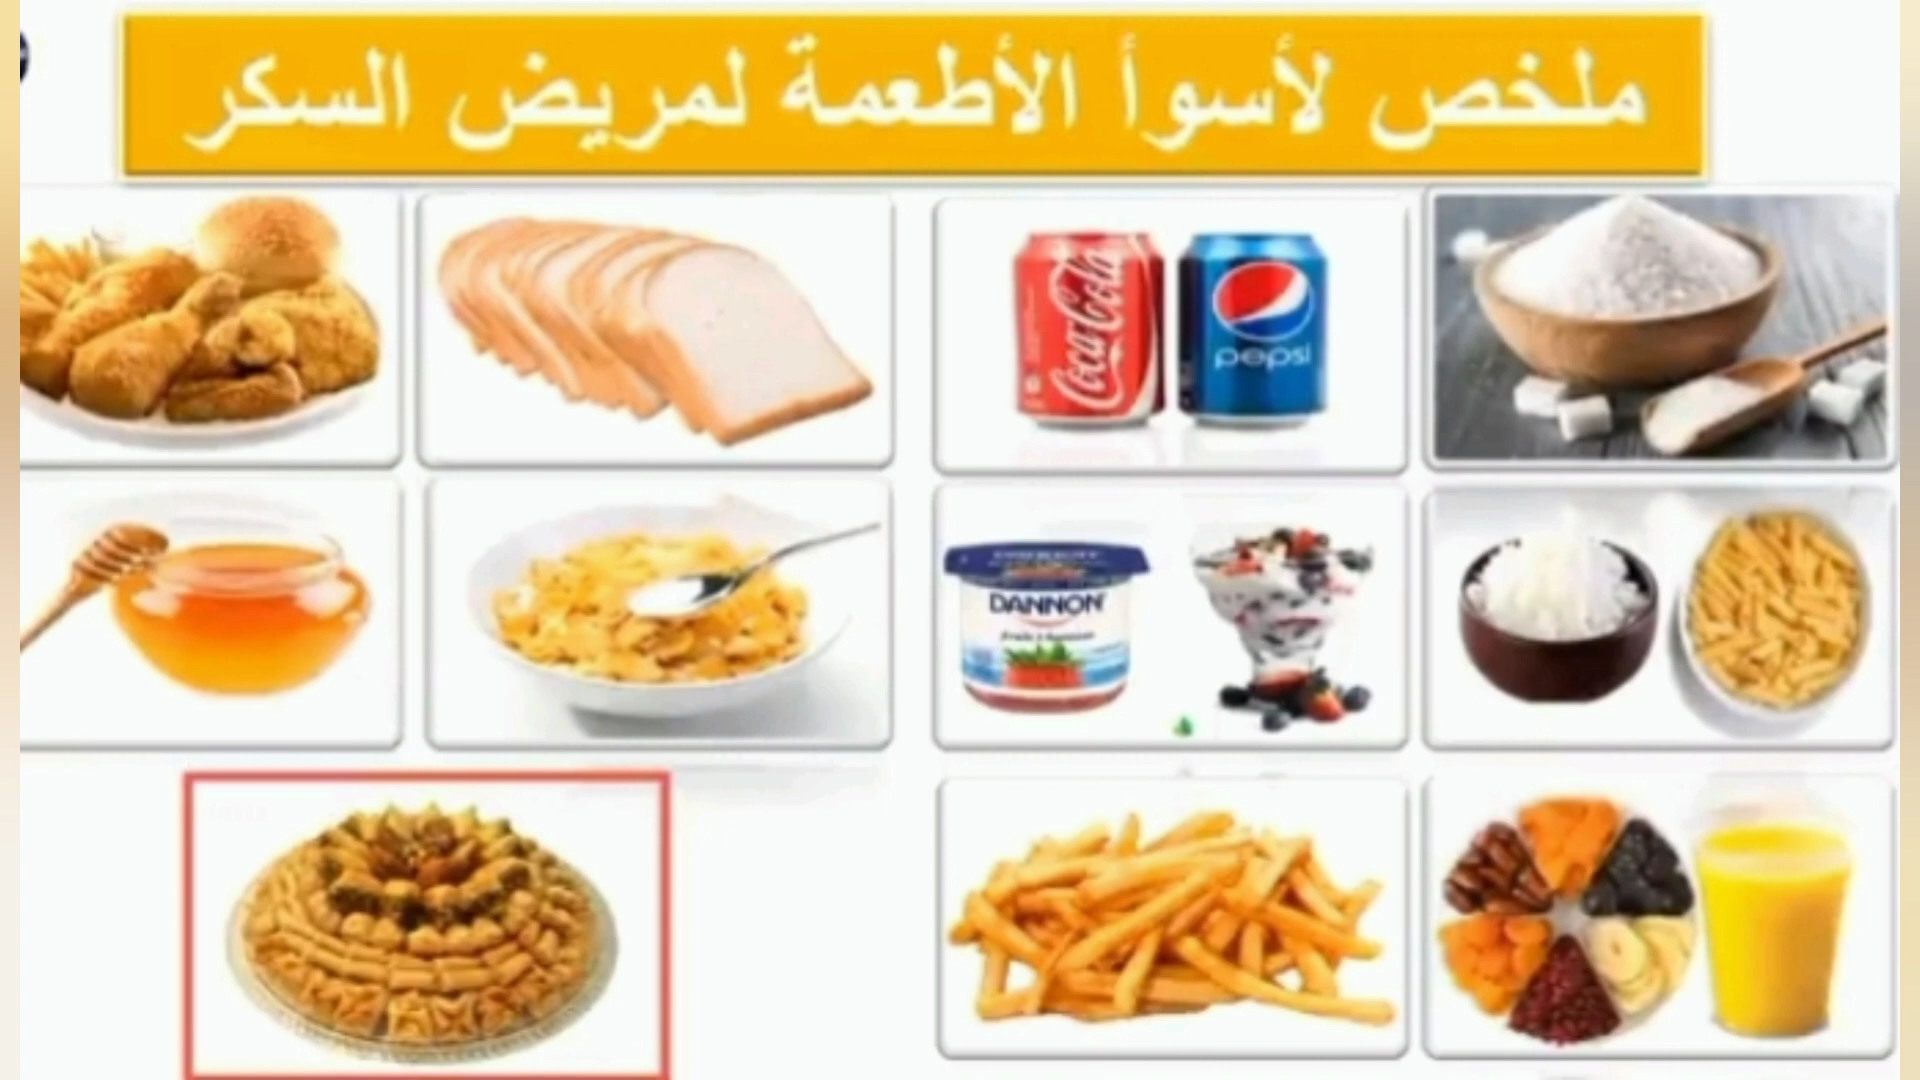 ملخص لأسوأ الأطعمة لمريض السكر
Coca-Cola
pepsi
DANNON